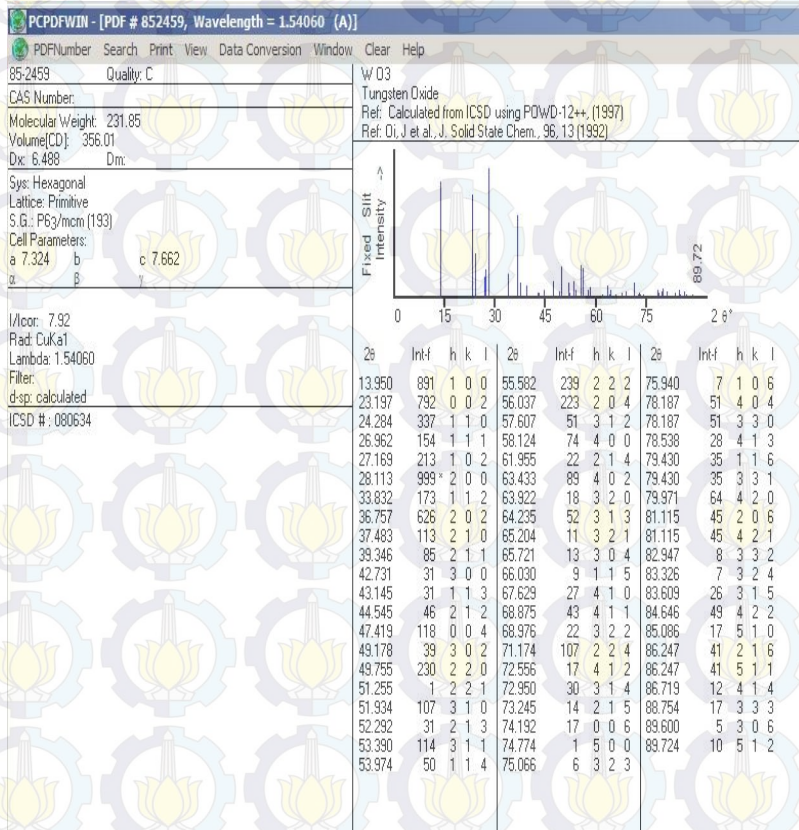 PCPDFWIN - [PDF # 852459, Wavelength = 1.54060 (A)]
PDFNumber Search Print View Data Conversion Window Clear Help
85-2459 Quality: C
CAS Number:
Molecular Weight: 231.85
Volume[CD]: 356.01
Dx: 6.488 Dm:
Sys: Hexagonal
Lattice: Primitive
S.G.: P63/mcm (193)
Cell Parameters:
a 7.324 b c 7.662
α β γ
I/Icor: 7.92
Rad: CuKa1
Lambda: 1.54060
Filter:
d-sp: calculated
ICSD # : 080634
W O3
Tungsten Oxide
Ref: Calculated from ICSD using POWD-12++, (1997)
Ref: Oi, J et al., J. Solid State Chem., 96, 13 (1992)
Fixed Slit
Intensity ->
89.72
0 15 30 45 60 75 2 θ°
2θ Int-f h k l 2θ Int-f h k l 2θ Int-f h k l
13.950 891 1 0 0 55.582 239 2 2 2 75.940 7 1 0 6
23.197 792 0 0 2 56.037 223 2 0 4 78.187 51 4 0 4
24.284 337 1 1 0 57.607 51 3 1 2 78.187 51 3 3 0
26.962 154 1 1 1 58.124 74 4 0 0 78.538 28 4 1 3
27.169 213 1 0 2 61.955 22 2 1 4 79.430 35 1 1 6
28.113 999* 2 0 0 63.433 89 4 0 2 79.430 35 3 3 1
33.832 173 1 1 2 63.922 18 3 2 0 79.971 64 4 2 0
36.757 626 2 0 2 64.235 52 3 1 3 81.115 45 2 0 6
37.483 113 2 1 0 65.204 11 3 2 1 81.115 45 4 2 1
39.346 85 2 1 1 65.721 13 3 0 4 82.947 8 3 3 2
42.731 31 3 0 0 66.030 9 1 1 5 83.326 7 3 2 4
43.145 31 1 1 3 67.629 27 4 1 0 83.609 26 3 1 5
44.545 46 2 1 2 68.875 43 4 1 1 84.646 49 4 2 2
47.419 118 0 0 4 68.976 22 3 2 2 85.086 17 5 1 0
49.178 39 3 0 2 71.174 107 2 2 4 86.247 41 2 1 6
49.755 230 2 2 0 72.556 17 4 1 2 86.247 41 5 1 1
51.255 1 2 2 1 72.950 30 3 1 4 86.719 12 4 1 4
51.934 107 3 1 0 73.245 14 2 1 5 88.754 17 3 3 3
52.292 31 2 1 3 74.192 17 0 0 6 89.600 5 3 0 6
53.390 114 3 1 1 74.774 1 5 0 0 89.724 10 5 1 2
53.974 50 1 1 4 75.066 6 3 2 3